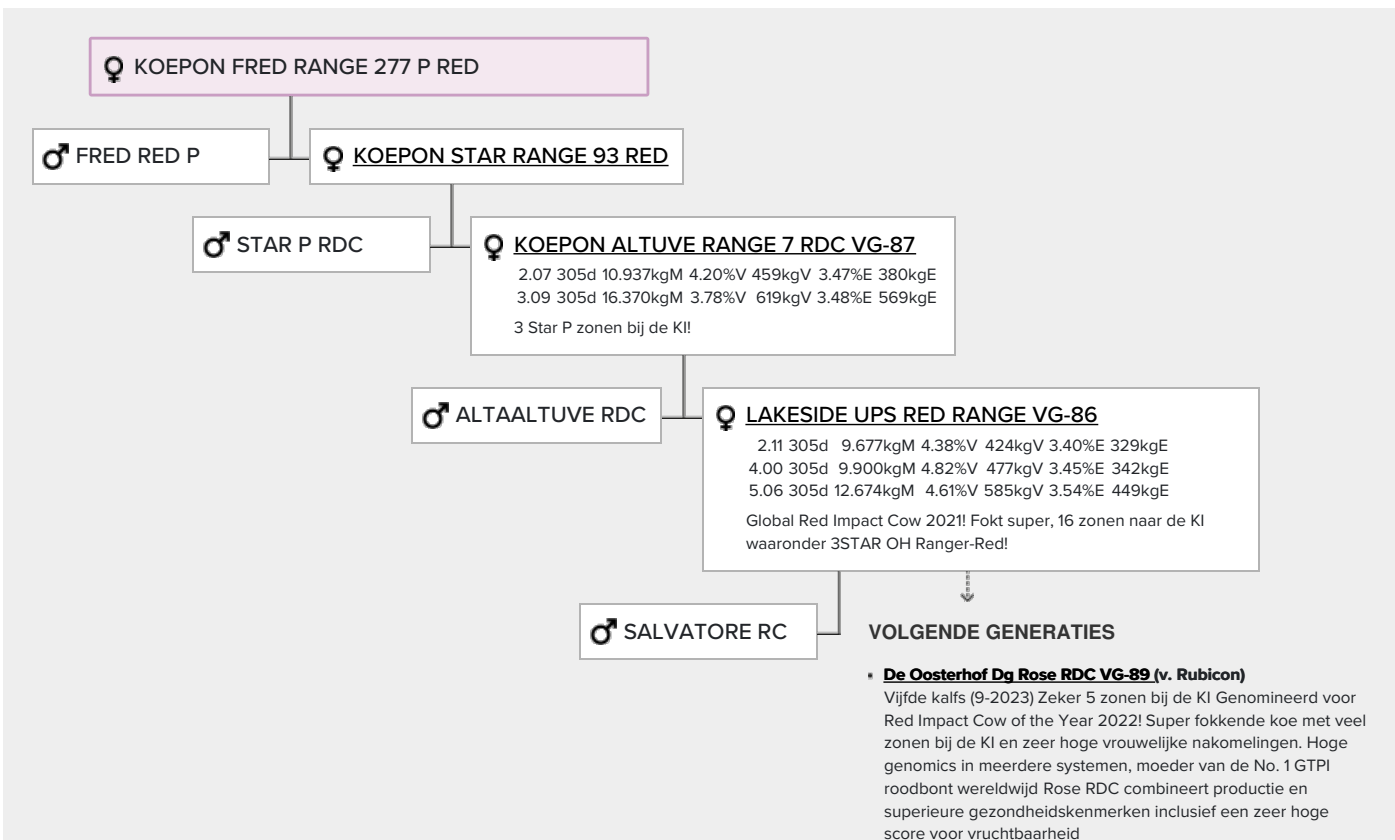 ♀ KOEPON FRED RANGE 277 P RED
♂ FRED RED P
♀ KOEPON STAR RANGE 93 RED
♂ STAR P RDC
♀ KOEPON ALTUVE RANGE 7 RDC VG-87
2.07 305d 10.937kgM 4.20%V 459kgV 3.47%E 380kgE
3.09 305d 16.370kgM 3.78%V 619kgV 3.48%E 569kgE
3 Star P zonen bij de KI!
♂ ALTAALTUVE RDC
♀ LAKESIDE UPS RED RANGE VG-86
2.11 305d 9.677kgM 4.38%V 424kgV 3.40%E 329kgE
4.00 305d 9.900kgM 4.82%V 477kgV 3.45%E 342kgE
5.06 305d 12.674kgM 4.61%V 585kgV 3.54%E 449kgE
Global Red Impact Cow 2021! Fokt super, 16 zonen naar de KI
waaronder 3STAR OH Ranger-Red!
♂ SALVATORE RC
VOLGENDE GENERATIES
▪ De Oosterhof Dg Rose RDC VG-89 (v. Rubicon)
Vijfde kalfs (9-2023) Zeker 5 zonen bij de KI Genomineerd voor
Red Impact Cow of the Year 2022! Super fokkende koe met veel
zonen bij de KI en zeer hoge vrouwelijke nakomelingen. Hoge
genomics in meerdere systemen, moeder van de No. 1 GTPI
roodbont wereldwijd Rose RDC combineert productie en
superieure gezondheidskenmerken inclusief een zeer hoge
score voor vruchtbaarheid